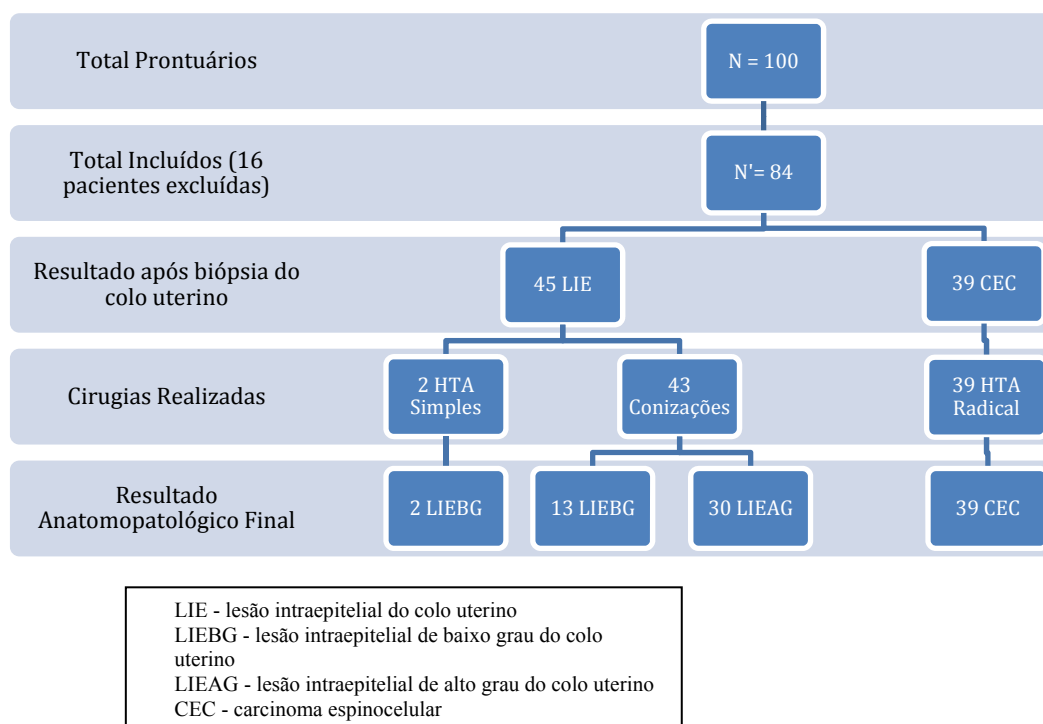 Total Prontuários
N = 100
Total Incluídos (16
pacientes excluídas)
N'= 84
Resultado após biópsia do
colo uterino
45 LIE
39 CEC
Cirugias Realizadas
2 HTA
Simples
43
Conizações
39 HTA
Radical
Resultado
Anatomopatológico Final
2 LIEBG
13 LIEBG
30 LIEAG
39 CEC
LIE - lesão intraepitelial do colo uterino
LIEBG - lesão intraepitelial de baixo grau do colo
uterino
LIEAG - lesão intraepitelial de alto grau do colo uterino
CEC - carcinoma espinocelular